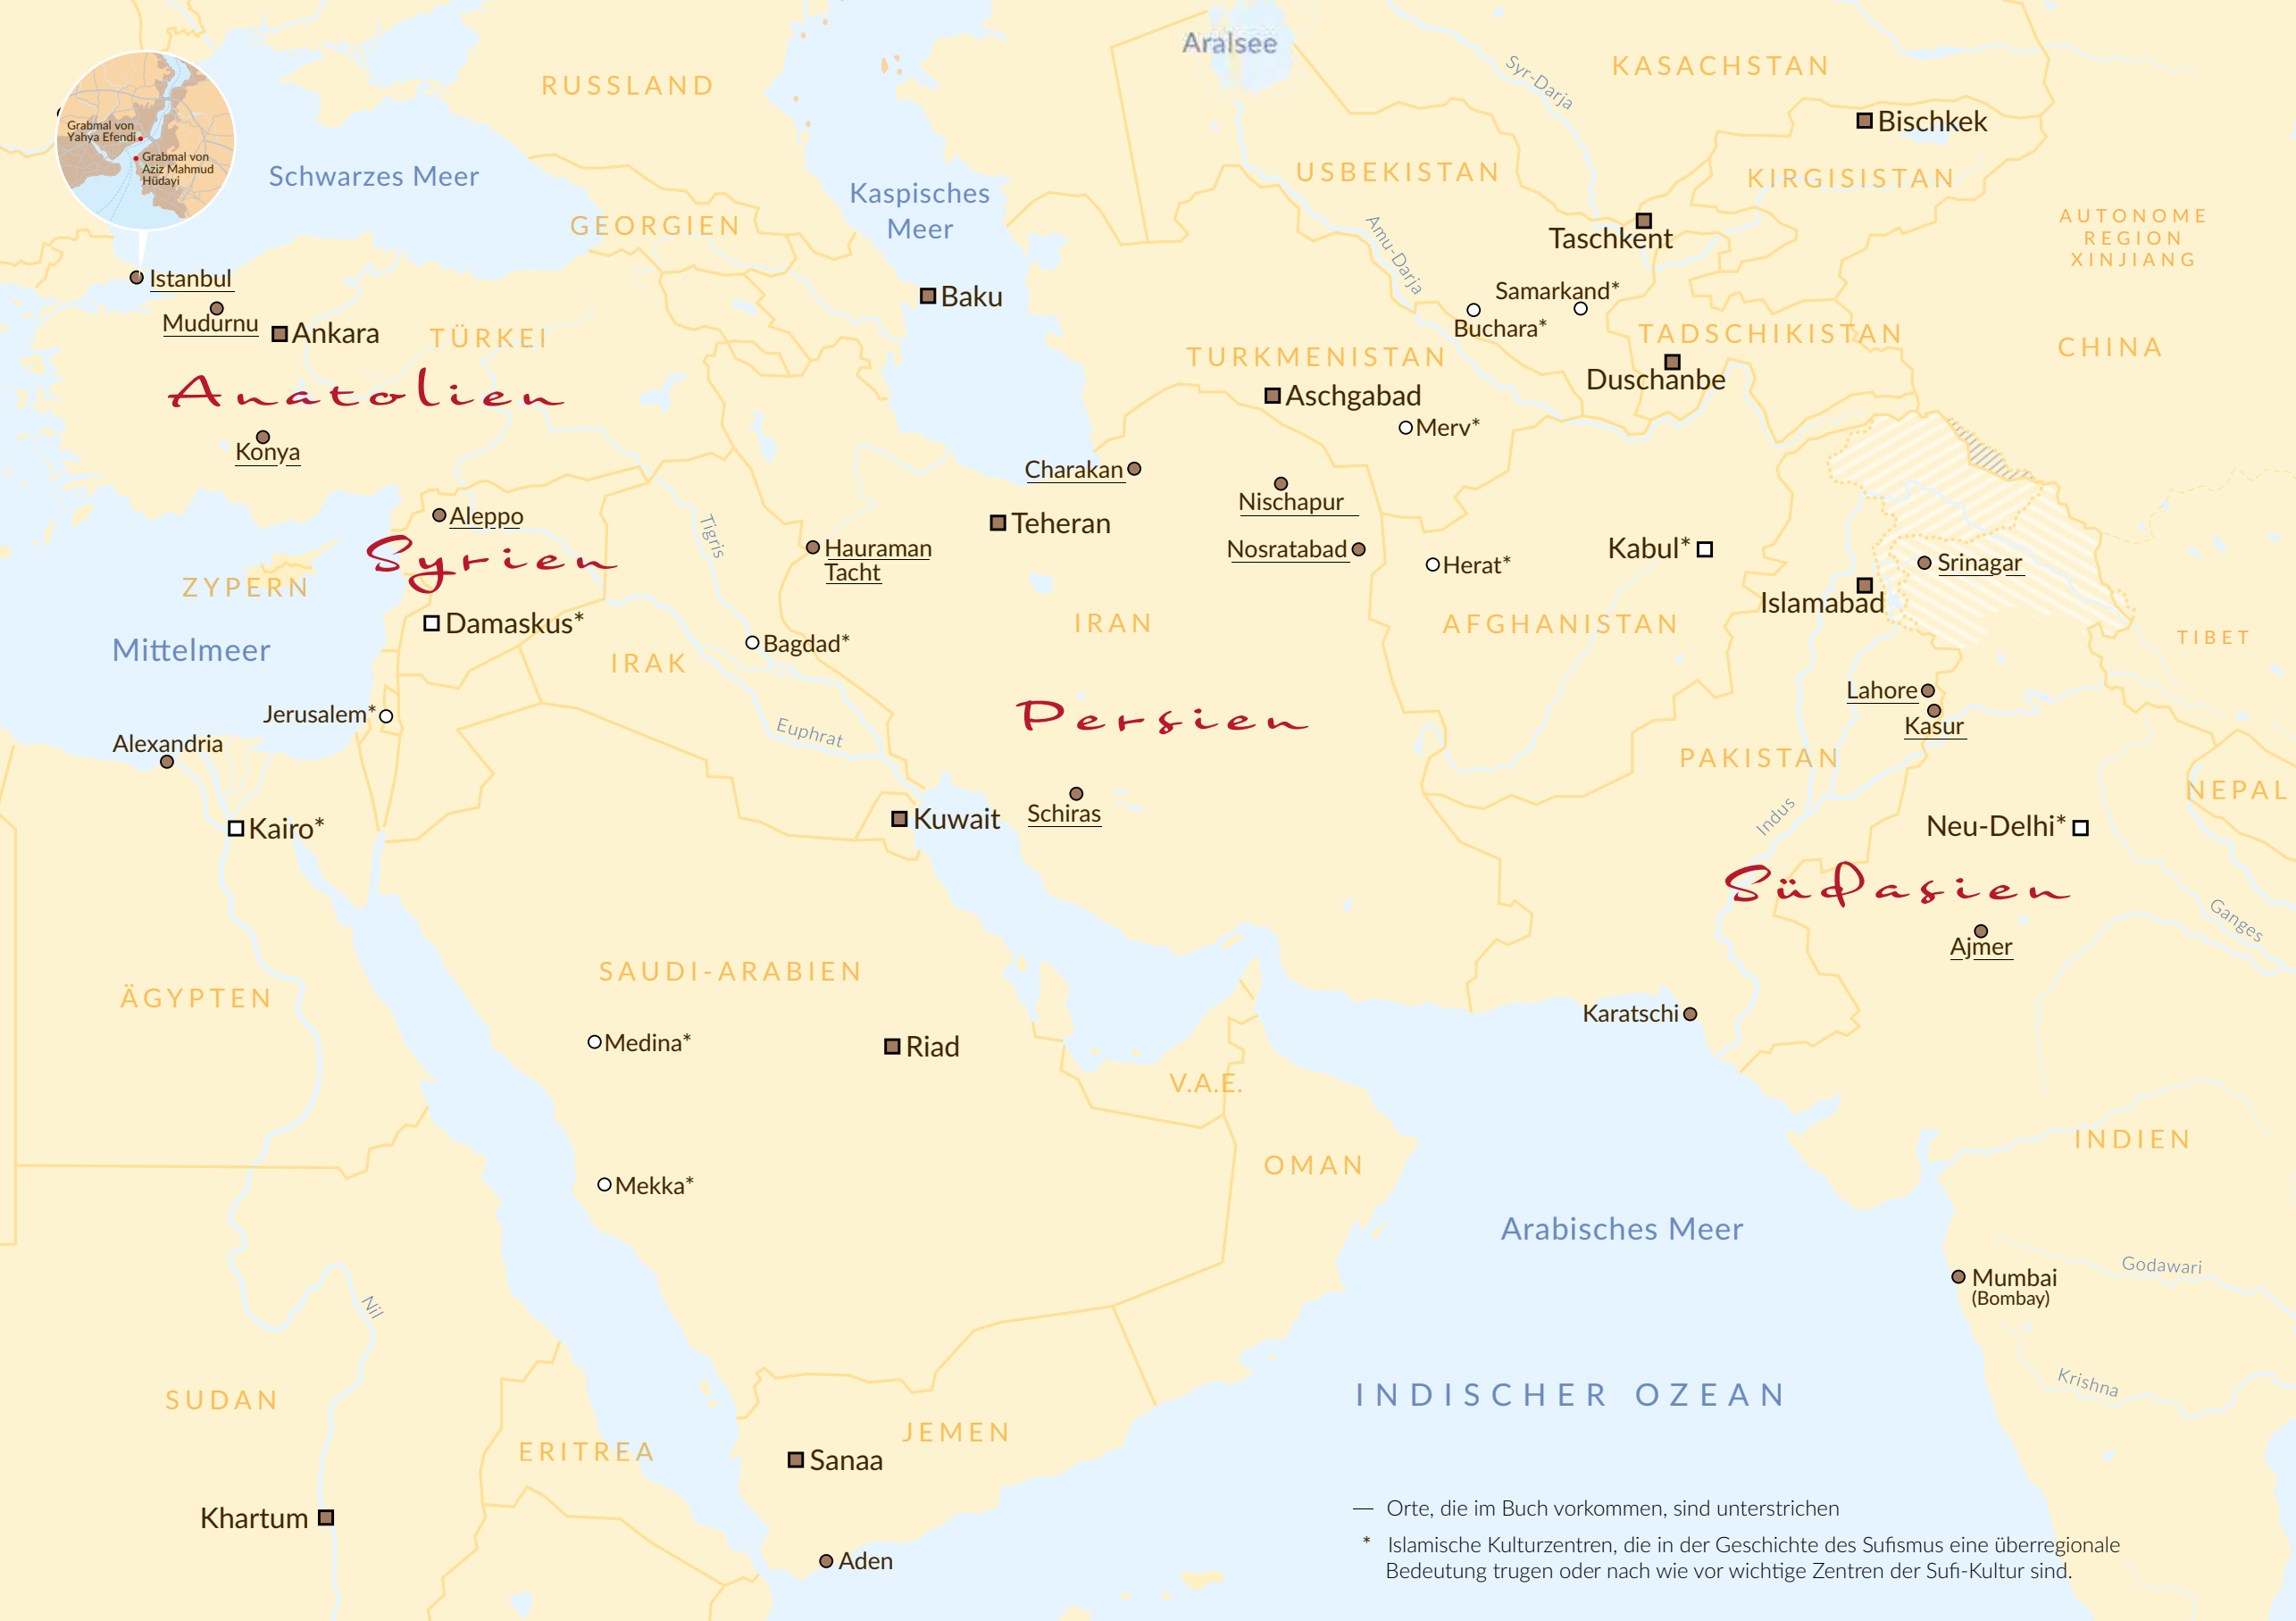 Aralsee
RUSSLAND
KASACHSTAN
Syr-Darja
Bischkek
Grabmal von
Yahya Efendi
Grabmal von
Aziz Mahmud
Hüdayi
Schwarzes Meer
Kaspisches
Meer
USBEKISTAN
KIRGISISTAN
GEORGIEN
AUTONOME
REGION
XINJIANG
Amu-Darja
Taschkent
Istanbul
Baku
Samarkand*
Mudurnu
Ankara
TÜRKEI
Buchara*
TADSCHIKISTAN
CHINA
TURKMENISTAN
Duschanbe
Anatolien
Aschgabad
Merv*
Konya
Charakan
Nischapur
Aleppo
Teheran
Tigris
Syrien
Hauraman
Tacht
Nosratabad
Herat*
Kabul*
Srinagar
ZYPERN
Islamabad
Damaskus*
IRAN
AFGHANISTAN
TIBET
Mittelmeer
Bagdad*
IRAK
Lahore
Jerusalem*
Persien
Kasur
Euphrat
Alexandria
PAKISTAN
NEPAL
Kairo*
Kuwait
Schiras
Indus
Neu-Delhi*
Südasien
Ganges
Ajmer
SAUDI-ARABIEN
ÄGYPTEN
Karatschi
Medina*
Riad
V.A.E.
INDIEN
OMAN
Mekka*
Arabisches Meer
Godawari
Mumbai
(Bombay)
Nil
Krishna
SUDAN
INDISCHER OZEAN
JEMEN
ERITREA
Sanaa
Khartum
Aden
— Orte, die im Buch vorkommen, sind unterstrichen
* Islamische Kulturzentren, die in der Geschichte des Sufismus eine überregionale
Bedeutung trugen oder nach wie vor wichtige Zentren der Sufi-Kultur sind.